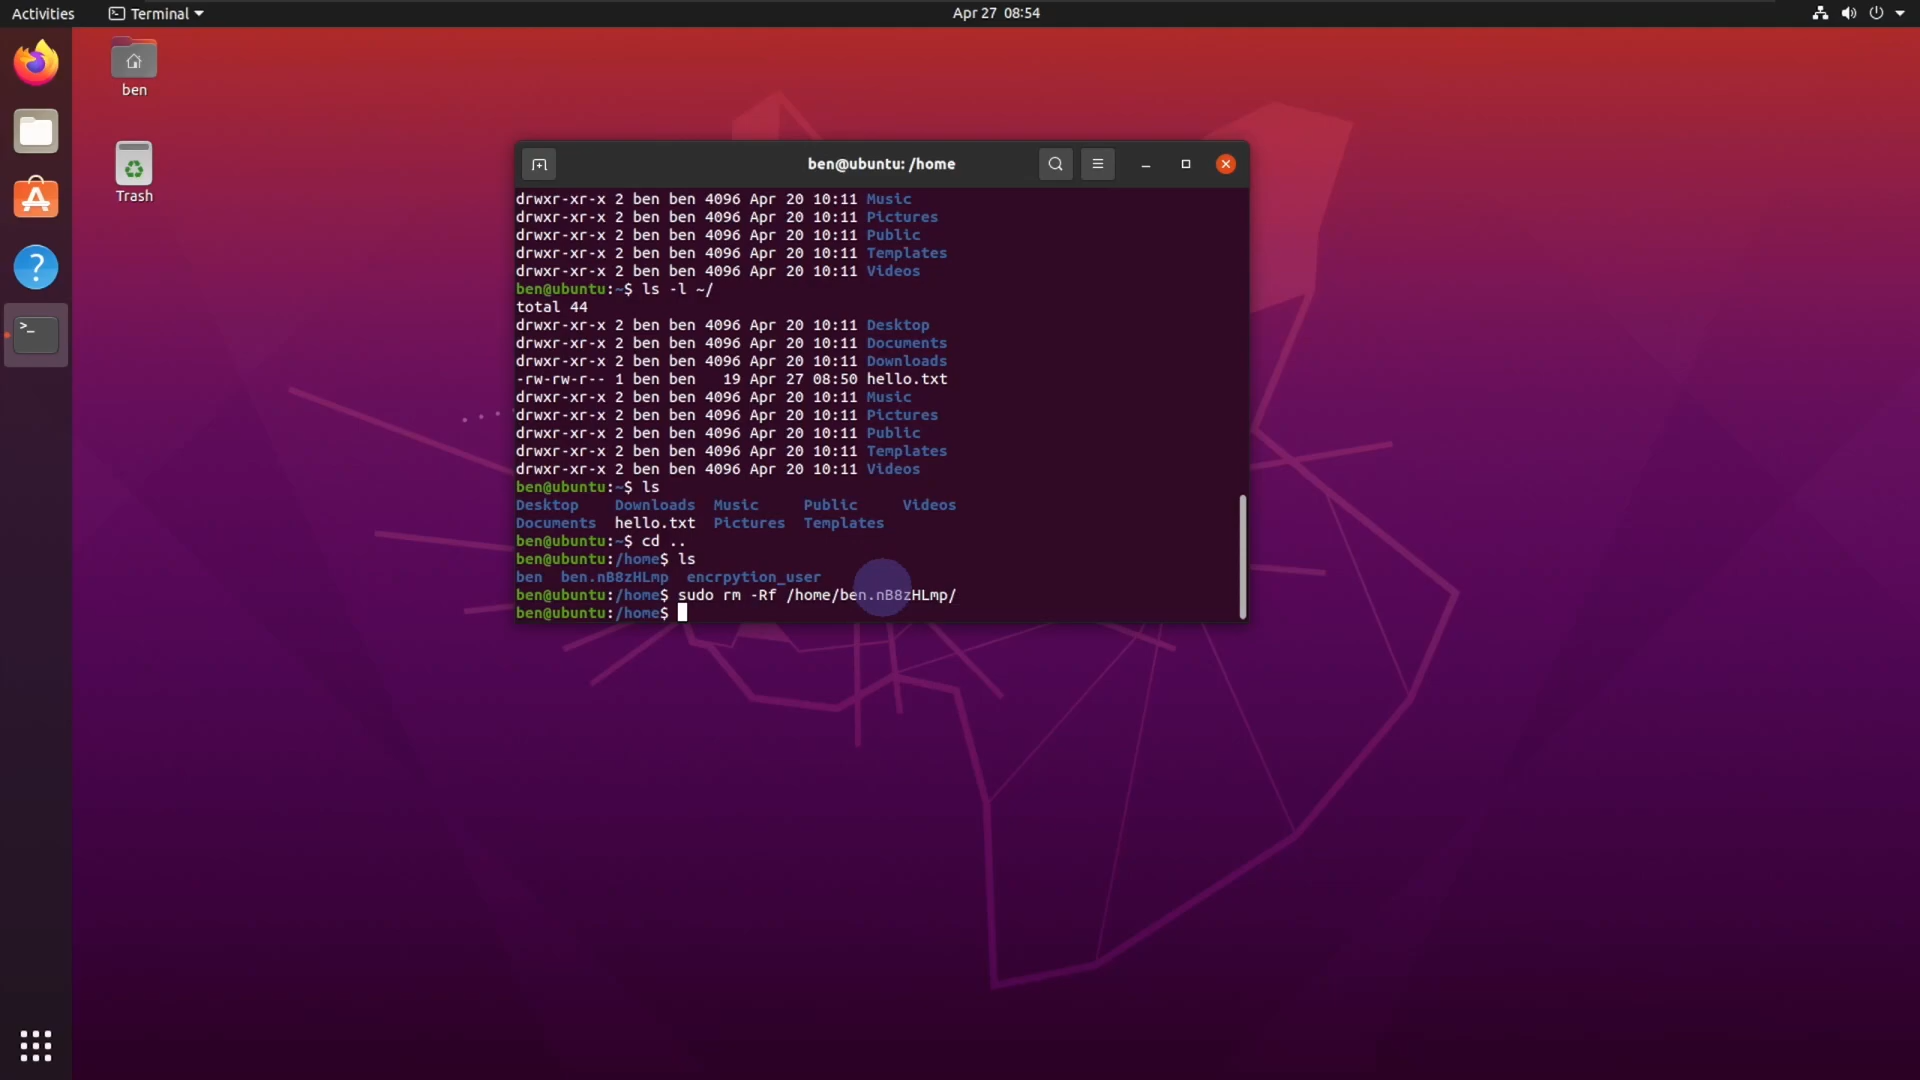 Activities Terminal Apr 27 08:54
ben
Trash
ben@ubuntu: /home
drwxr-xr-x 2 ben ben 4096 Apr 20 10:11 Music
drwxr-xr-x 2 ben ben 4096 Apr 20 10:11 Pictures
drwxr-xr-x 2 ben ben 4096 Apr 20 10:11 Public
drwxr-xr-x 2 ben ben 4096 Apr 20 10:11 Templates
drwxr-xr-x 2 ben ben 4096 Apr 20 10:11 Videos
ben@ubuntu:~$ ls -l ~/
total 44
drwxr-xr-x 2 ben ben 4096 Apr 20 10:11 Desktop
drwxr-xr-x 2 ben ben 4096 Apr 20 10:11 Documents
drwxr-xr-x 2 ben ben 4096 Apr 20 10:11 Downloads
-rw-rw-r-- 1 ben ben   19 Apr 27 08:50 hello.txt
drwxr-xr-x 2 ben ben 4096 Apr 20 10:11 Music
drwxr-xr-x 2 ben ben 4096 Apr 20 10:11 Pictures
drwxr-xr-x 2 ben ben 4096 Apr 20 10:11 Public
drwxr-xr-x 2 ben ben 4096 Apr 20 10:11 Templates
drwxr-xr-x 2 ben ben 4096 Apr 20 10:11 Videos
ben@ubuntu:~$ ls
Desktop    Downloads  Music     Public     Videos
Documents  hello.txt  Pictures  Templates
ben@ubuntu:~$ cd ..
ben@ubuntu:/home$ ls
ben  ben.nB8zHLmp  encrpytion_user
ben@ubuntu:/home$ sudo rm -Rf /home/ben.nB8zHLmp/
ben@ubuntu:/home$